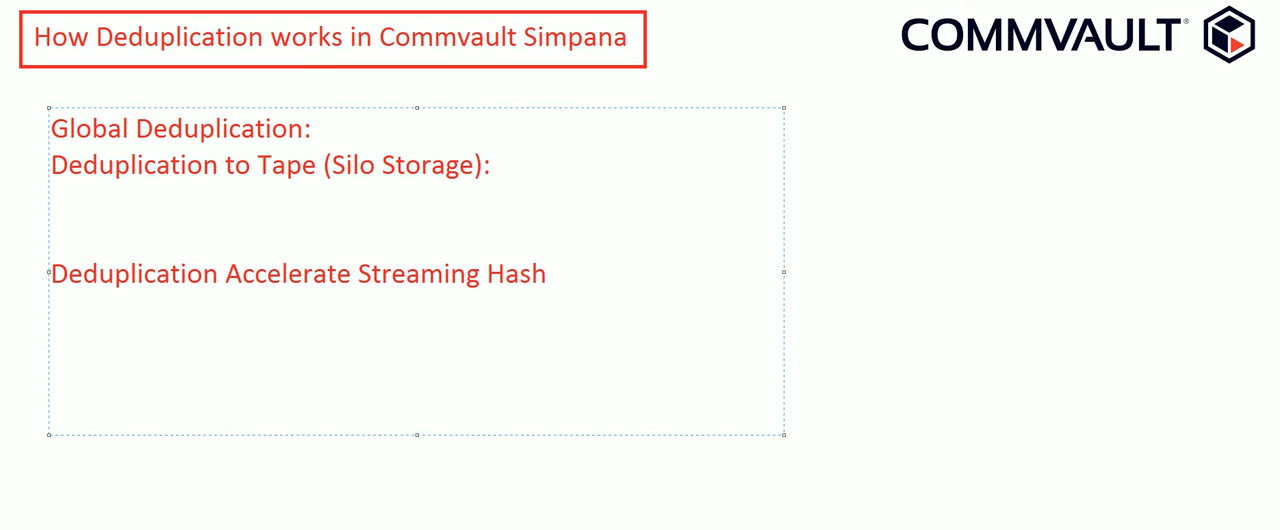 How Deduplication works in Commvault Simpana
COMMVAULT®
Global Deduplication:
Deduplication to Tape (Silo Storage):
Deduplication Accelerate Streaming Hash